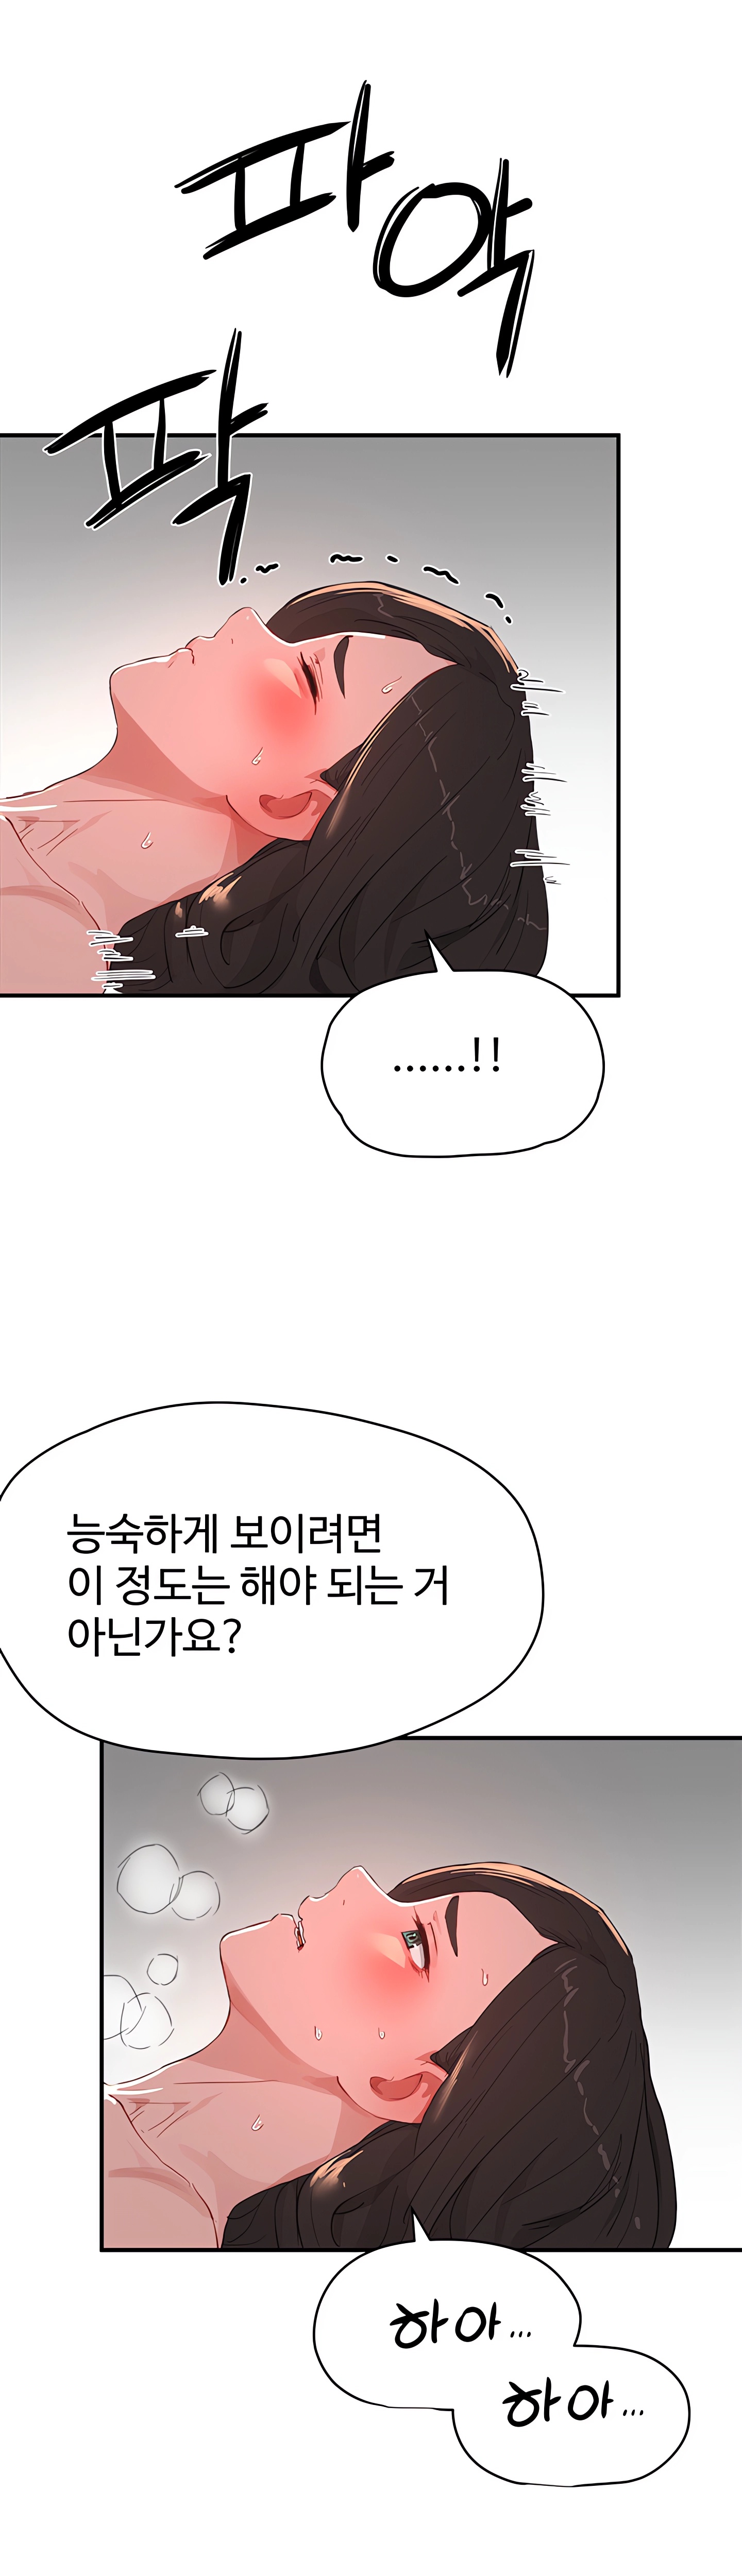 파악
팍
......!!
능숙하게 보이려면
이 정도는 해야 되는 거
아닌가요?
하아...
하아...